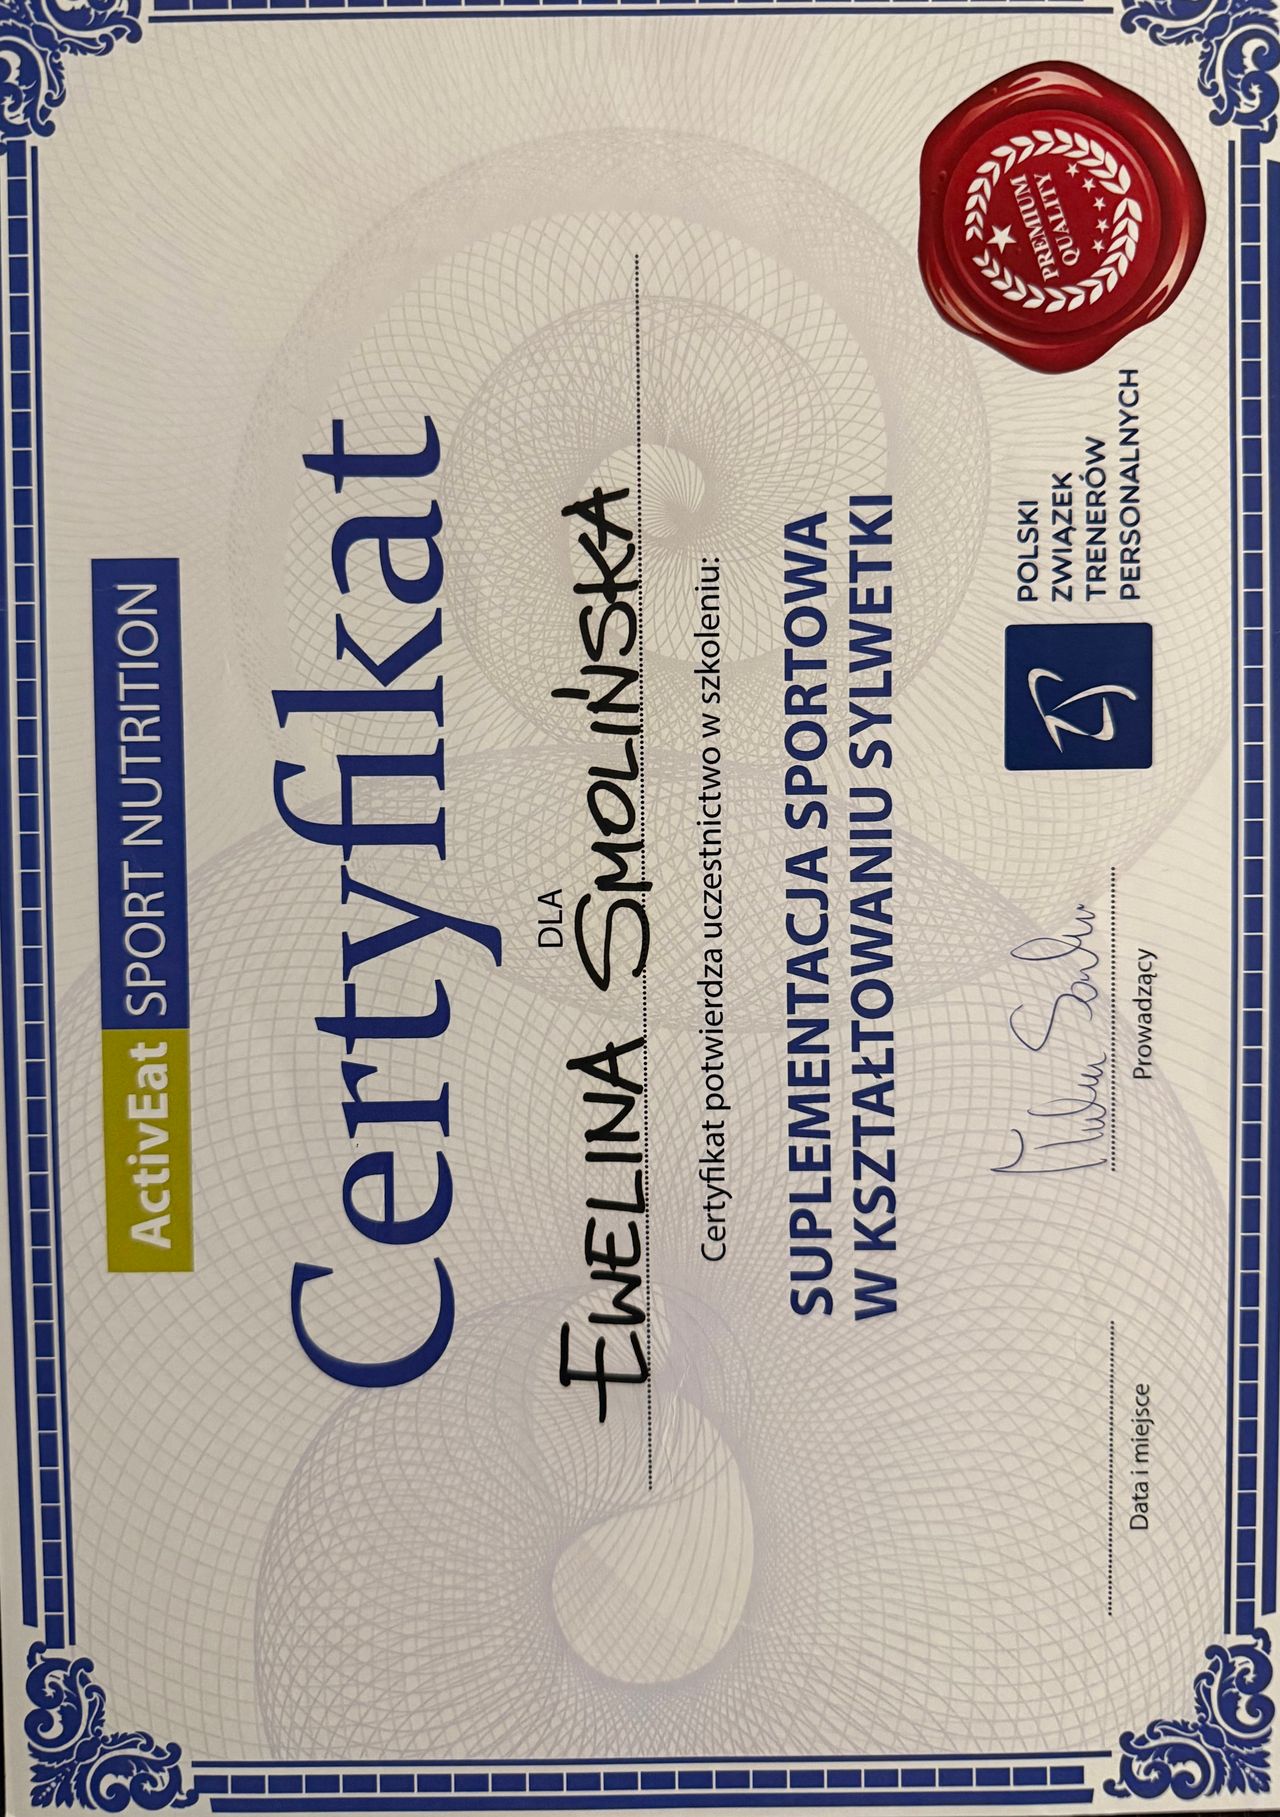 ActivEat SPORT NUTRITION
Certyfikat
DLA
EWELINA SMOLIŃSKA
Certyfikat potwierdza uczestnictwo w szkoleniu:
SUPLEMENTACJA SPORTOWA
W KSZTAŁTOWANIU SYLWETKI
Data i miejsce
Prowadzący
POLSKI
ZWIĄZEK
TRENERÓW
PERSONALNYCH
PREMIUM
QUALITY